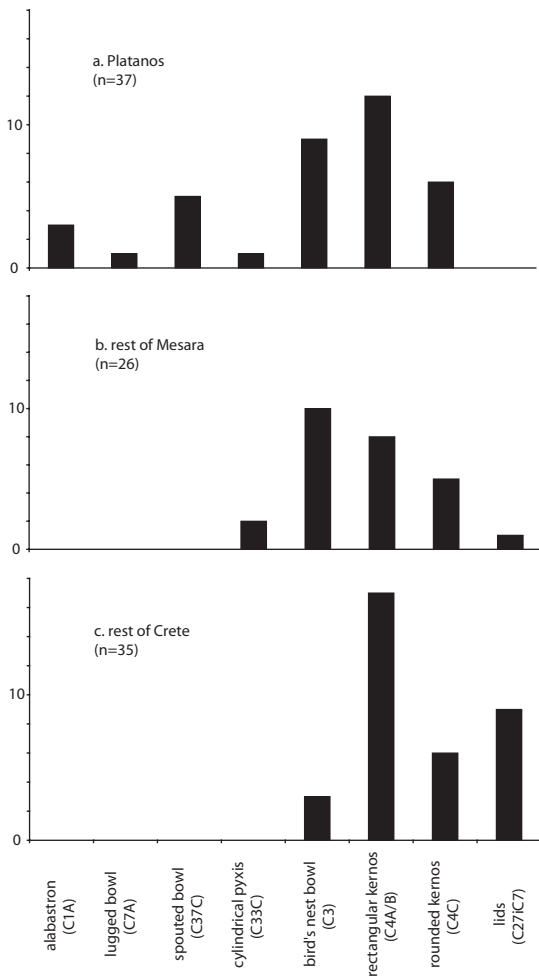 a. Platanos
(n=37)
10
0
b. rest of Mesara
(n=26)
10
0
c. rest of Crete
(n=35)
10
0
alabastron
(C1A)
lugged bowl
(C7A)
spouted bowl
(C37C)
cylindrical pyxis
(C33C)
bird's nest bowl
(C3)
rectangular kernos
(C4A/B)
rounded kernos
(C4C)
lids
(C27iC7)